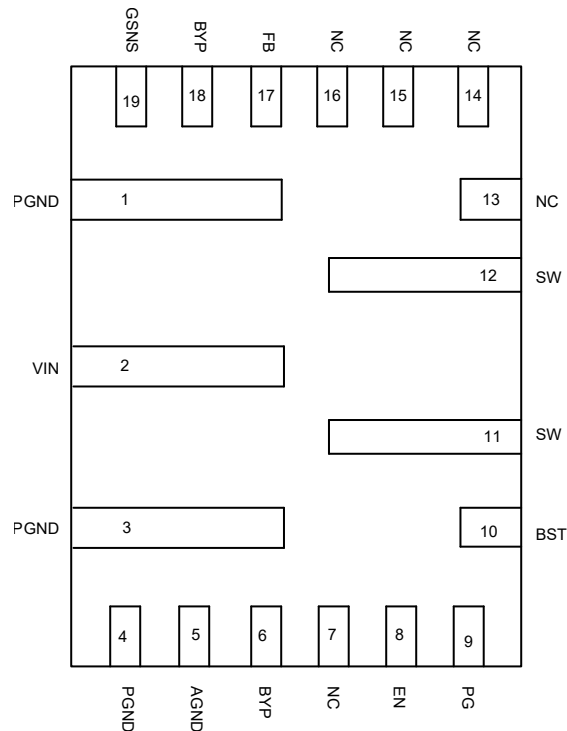 GSNS BYP FB NC NC NC
19 18 17 16 15 14
PGND 1 13 NC
12 SW
VIN 2
11 SW
PGND 3 10 BST
4 5 6 7 8 9
PGND AGND BYP NC EN PG